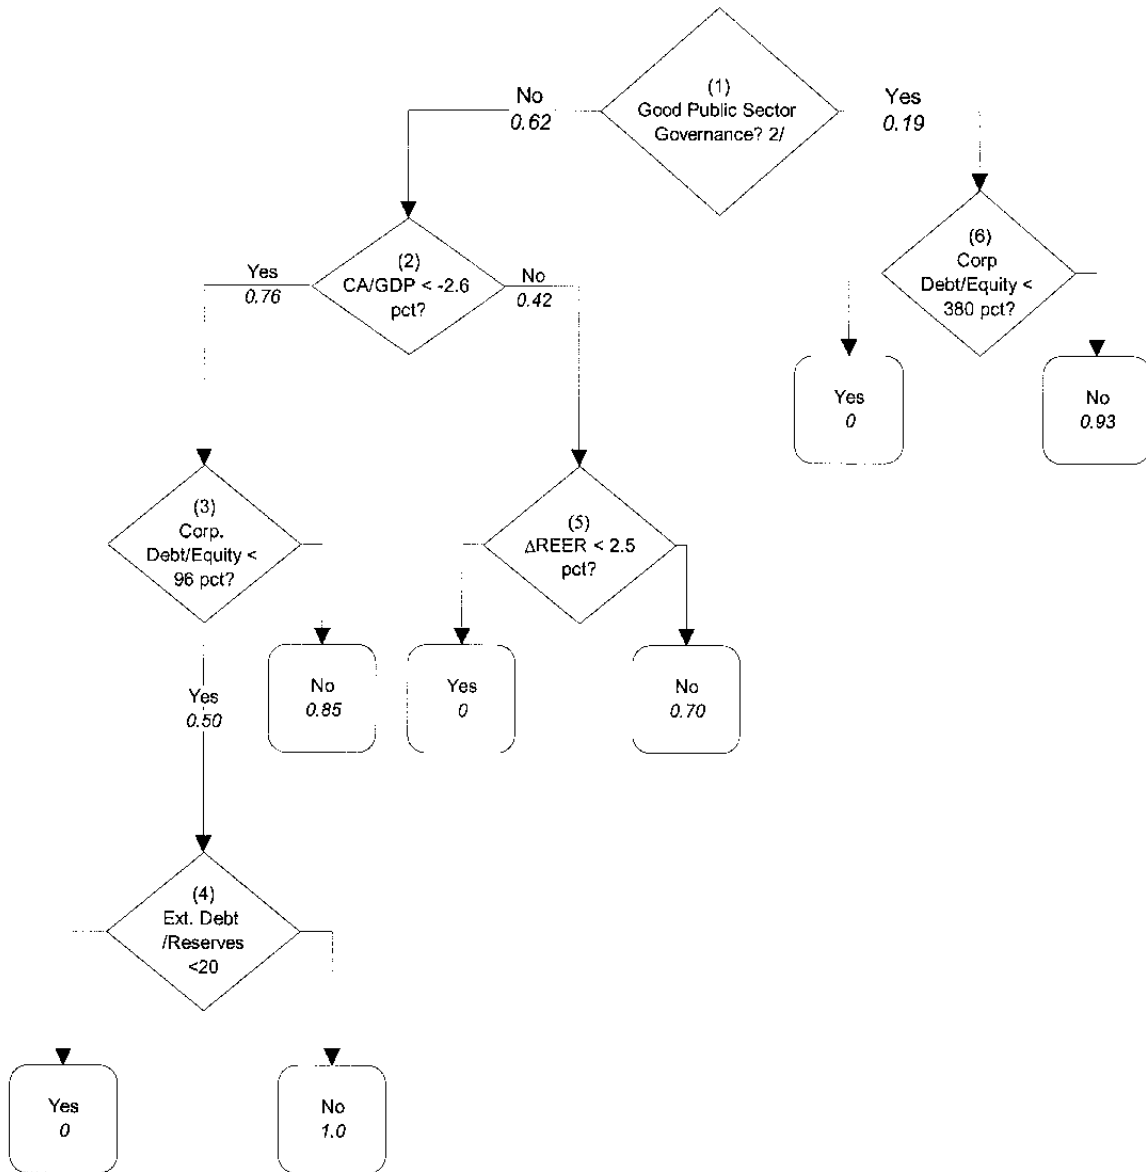 (1)
Good Public Sector
Governance? 2/
No
0.62
Yes
0.19
(2)
CA/GDP < -2.6
pct?
Yes
0.76
No
0.42
(6)
Corp
Debt/Equity <
380 pct?
Yes
0
No
0.93
(3)
Corp.
Debt/Equity <
96 pct?
(5)
ΔREER < 2.5
pct?
Yes
0.50
No
0.85
Yes
0
No
0.70
(4)
Ext. Debt
/Reserves
<20
Yes
0
No
1.0